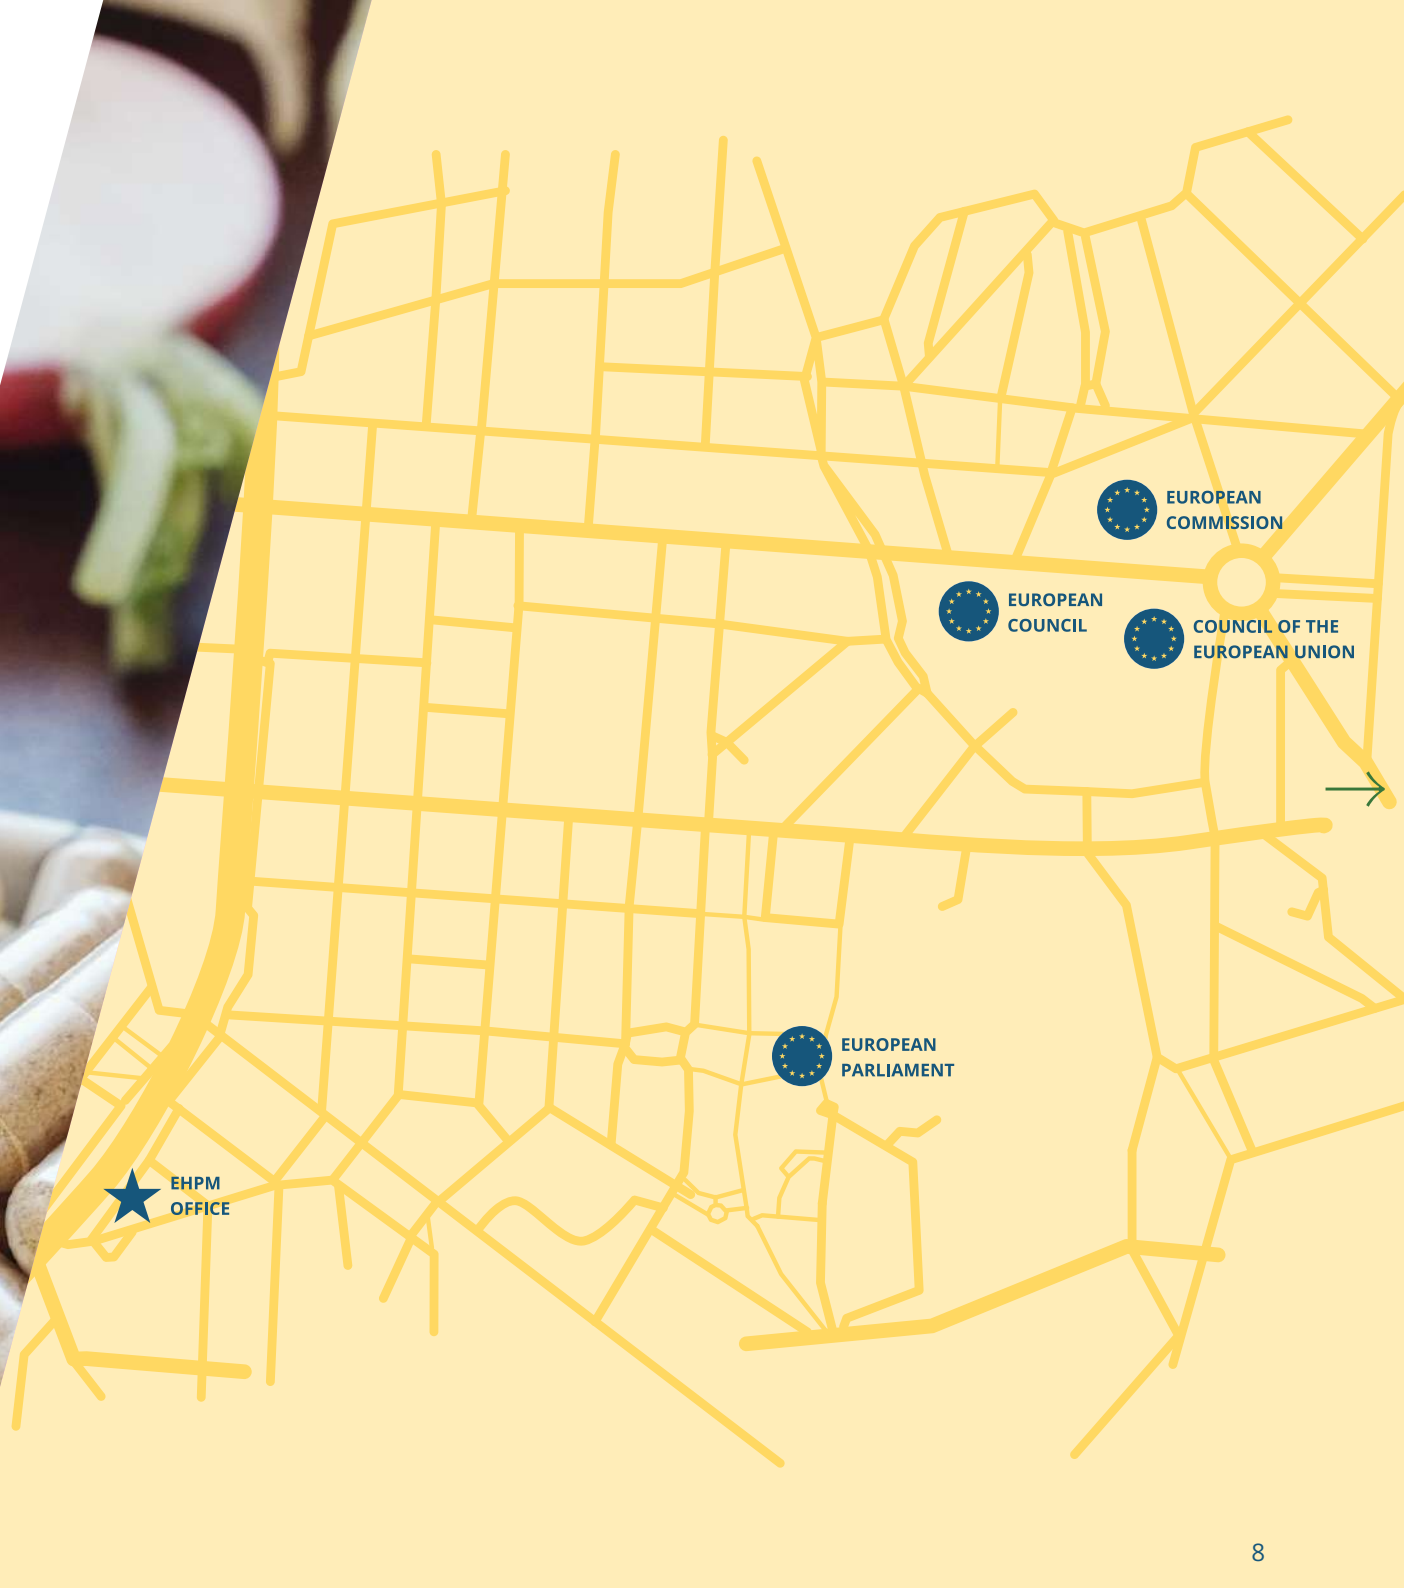 EUROPEAN
COMMISSION
EUROPEAN
COUNCIL
COUNCIL OF THE
EUROPEAN UNION
EUROPEAN
PARLIAMENT
EHPM
OFFICE
8